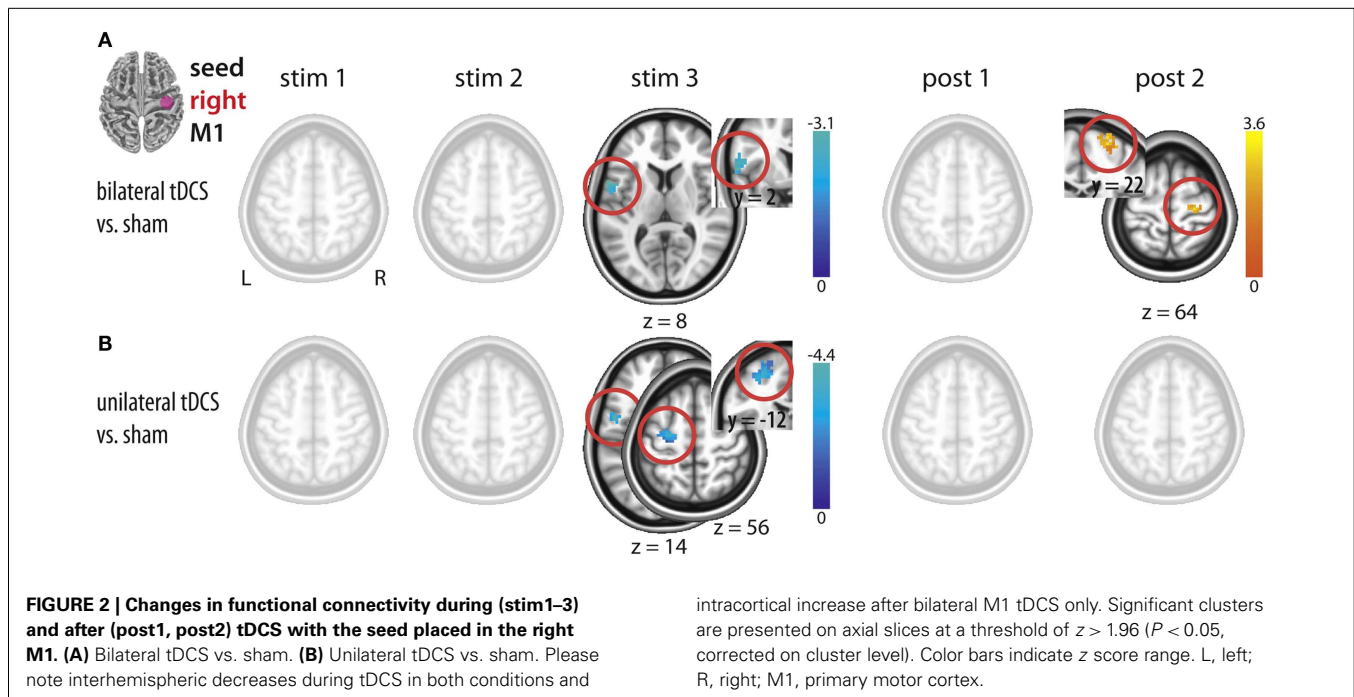 A
seed
right
M1
stim 1 stim 2 stim 3 post 1 post 2
bilateral tDCS
vs. sham
L R
y = 2
-3.1
0
z = 8
y = 22
3.6
0
z = 64
B
unilateral tDCS
vs. sham
y = -12
-4.4
0
z = 56
z = 14
FIGURE 2 | Changes in functional connectivity during (stim1–3)
and after (post1, post2) tDCS with the seed placed in the right
M1. (A) Bilateral tDCS vs. sham. (B) Unilateral tDCS vs. sham. Please
note interhemispheric decreases during tDCS in both conditions and
intracortical increase after bilateral M1 tDCS only. Significant clusters
are presented on axial slices at a threshold of z > 1.96 (P < 0.05,
corrected on cluster level). Color bars indicate z score range. L, left;
R, right; M1, primary motor cortex.